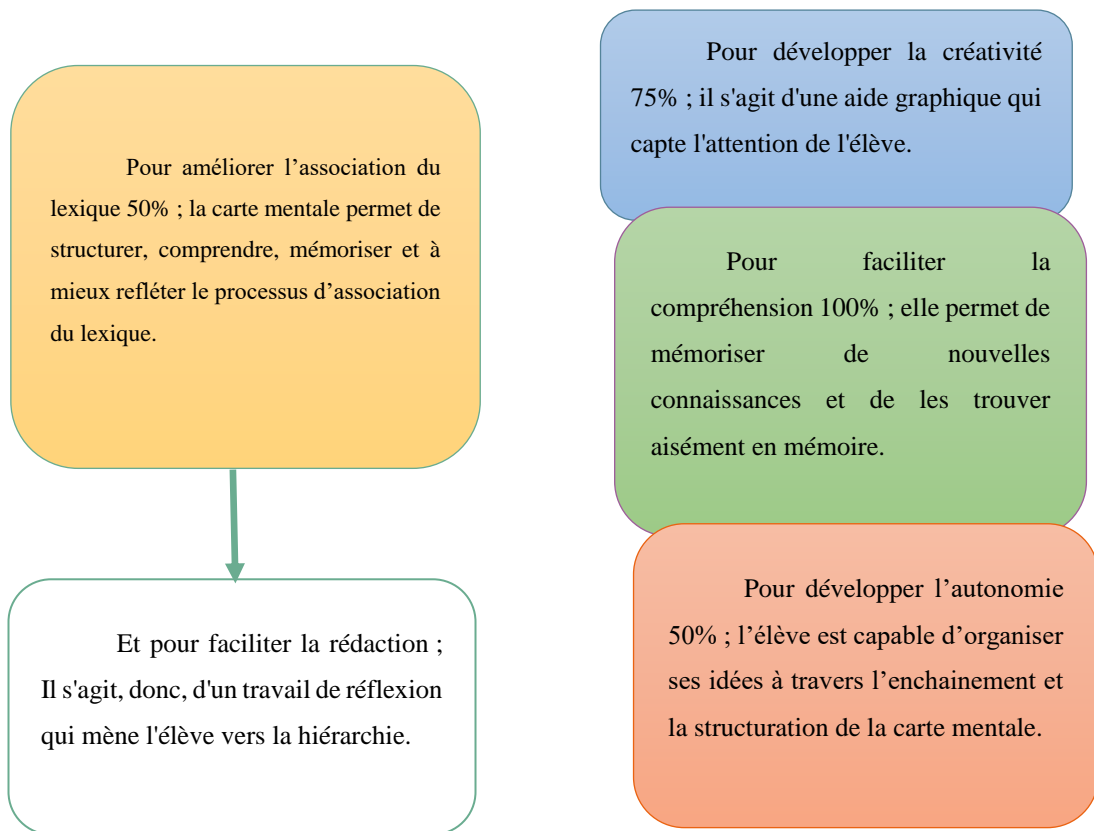 Pour améliorer l’association du
lexique 50% ; la carte mentale permet de
structurer, comprendre, mémoriser et à
mieux refléter le processus d’association
du lexique.
Et pour faciliter la rédaction ;
Il s'agit, donc, d'un travail de réflexion
qui mène l'élève vers la hiérarchie.
Pour développer la créativité
75% ; il s'agit d'une aide graphique qui
capte l'attention de l'élève.
Pour faciliter la
compréhension 100% ; elle permet de
mémoriser de nouvelles
connaissances et de les trouver
aisément en mémoire.
Pour développer l’autonomie
50% ; l’élève est capable d’organiser
ses idées à travers l’enchainement et
la structuration de la carte mentale.